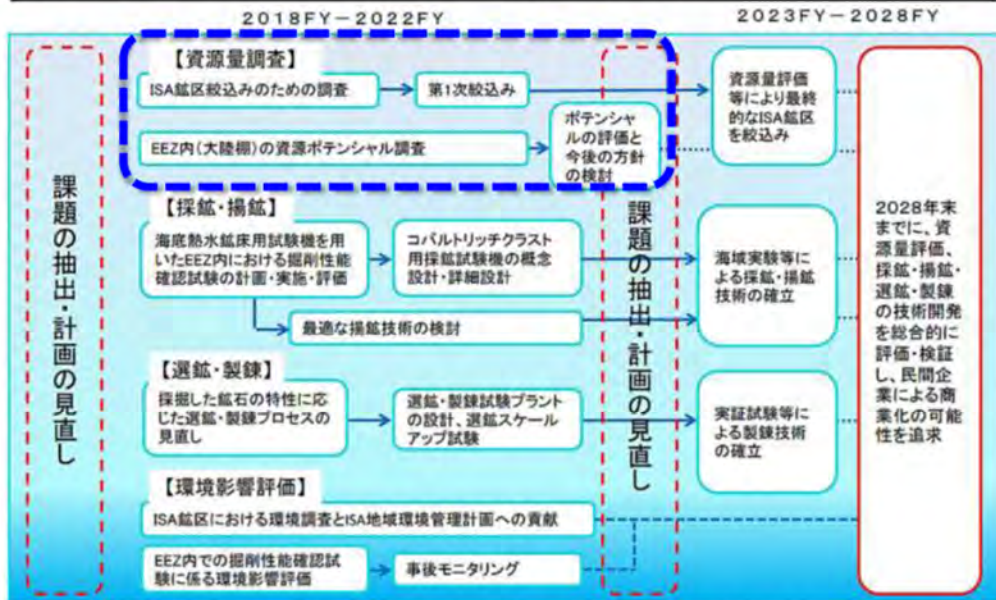 2018FY-2022FY
2023FY-2028FY
課題の抽出・計画の見直し
【資源量調査】
ISA鉱区絞込みのための調査
第1次絞込み
EEZ内(大陸棚)の資源ポテンシャル調査
ポテンシャ
ルの評価と
今後の方針
の検討
【採鉱・揚鉱】
海底熱水鉱床用試験機を用
いたEEZ内における掘削性能
確認試験の計画・実施・評価
コバルトリッチクラスト
用採鉱試験機の概念
設計・詳細設計
最適な揚鉱技術の検討
【選鉱・製錬】
採掘した鉱石の特性に応
じた選鉱・製錬プロセスの
見直し
選鉱・製錬試験プラント
の設計、選鉱スケール
アップ試験
【環境影響評価】
ISA鉱区における環境調査とISA地域環境管理計画への貢献
EEZ内での掘削性能確認試
験に係る環境影響評価
事後モニタリング
課題の抽出・計画の見直し
資源量評価
等により最終
的なISA鉱区
を絞込み
海域実験等
による採鉱・揚鉱
技術の確立
実証試験等に
よる製錬技術
の確立
2028年末
までに、資
源量評価、
採鉱・揚鉱・
選鉱・製錬
の技術開発
を総合的に
評価・検証
し、民間企
業による商
業化の可能
性を追求